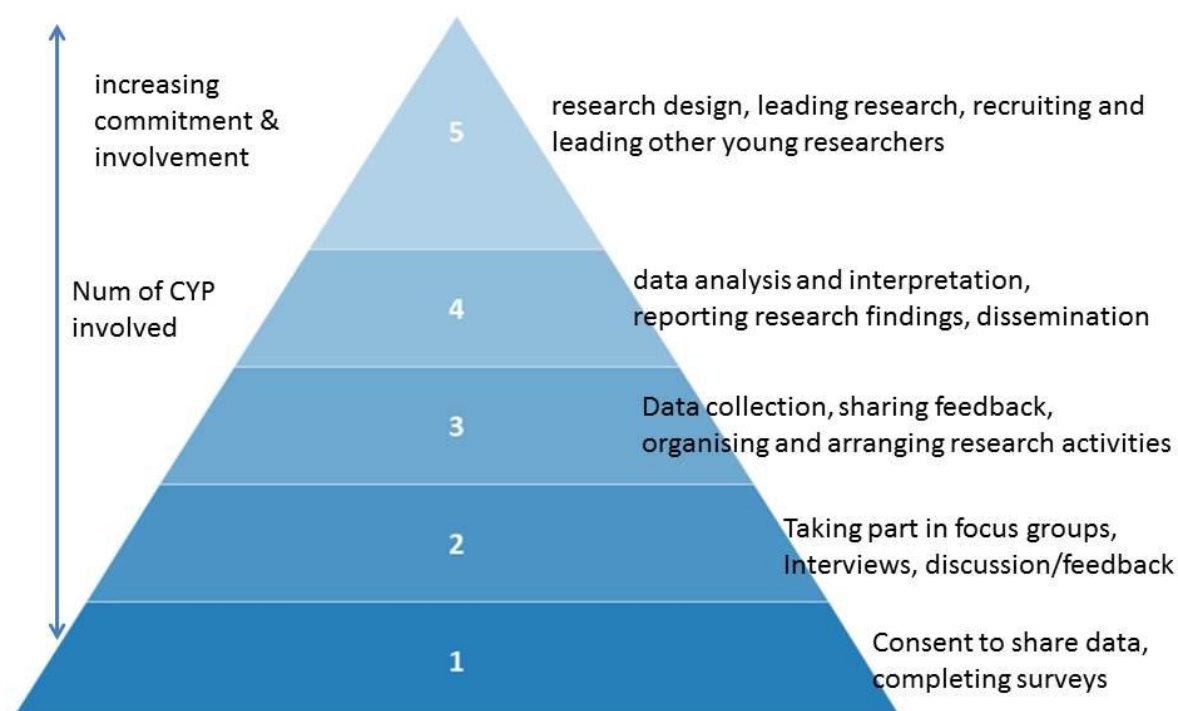 increasing
commitment &
involvement
5
research design, leading research, recruiting and
leading other young researchers
Num of CYP
involved
4
data analysis and interpretation,
reporting research findings, dissemination
3
Data collection, sharing feedback,
organising and arranging research activities
2
Taking part in focus groups,
Interviews, discussion/feedback
1
Consent to share data,
completing surveys